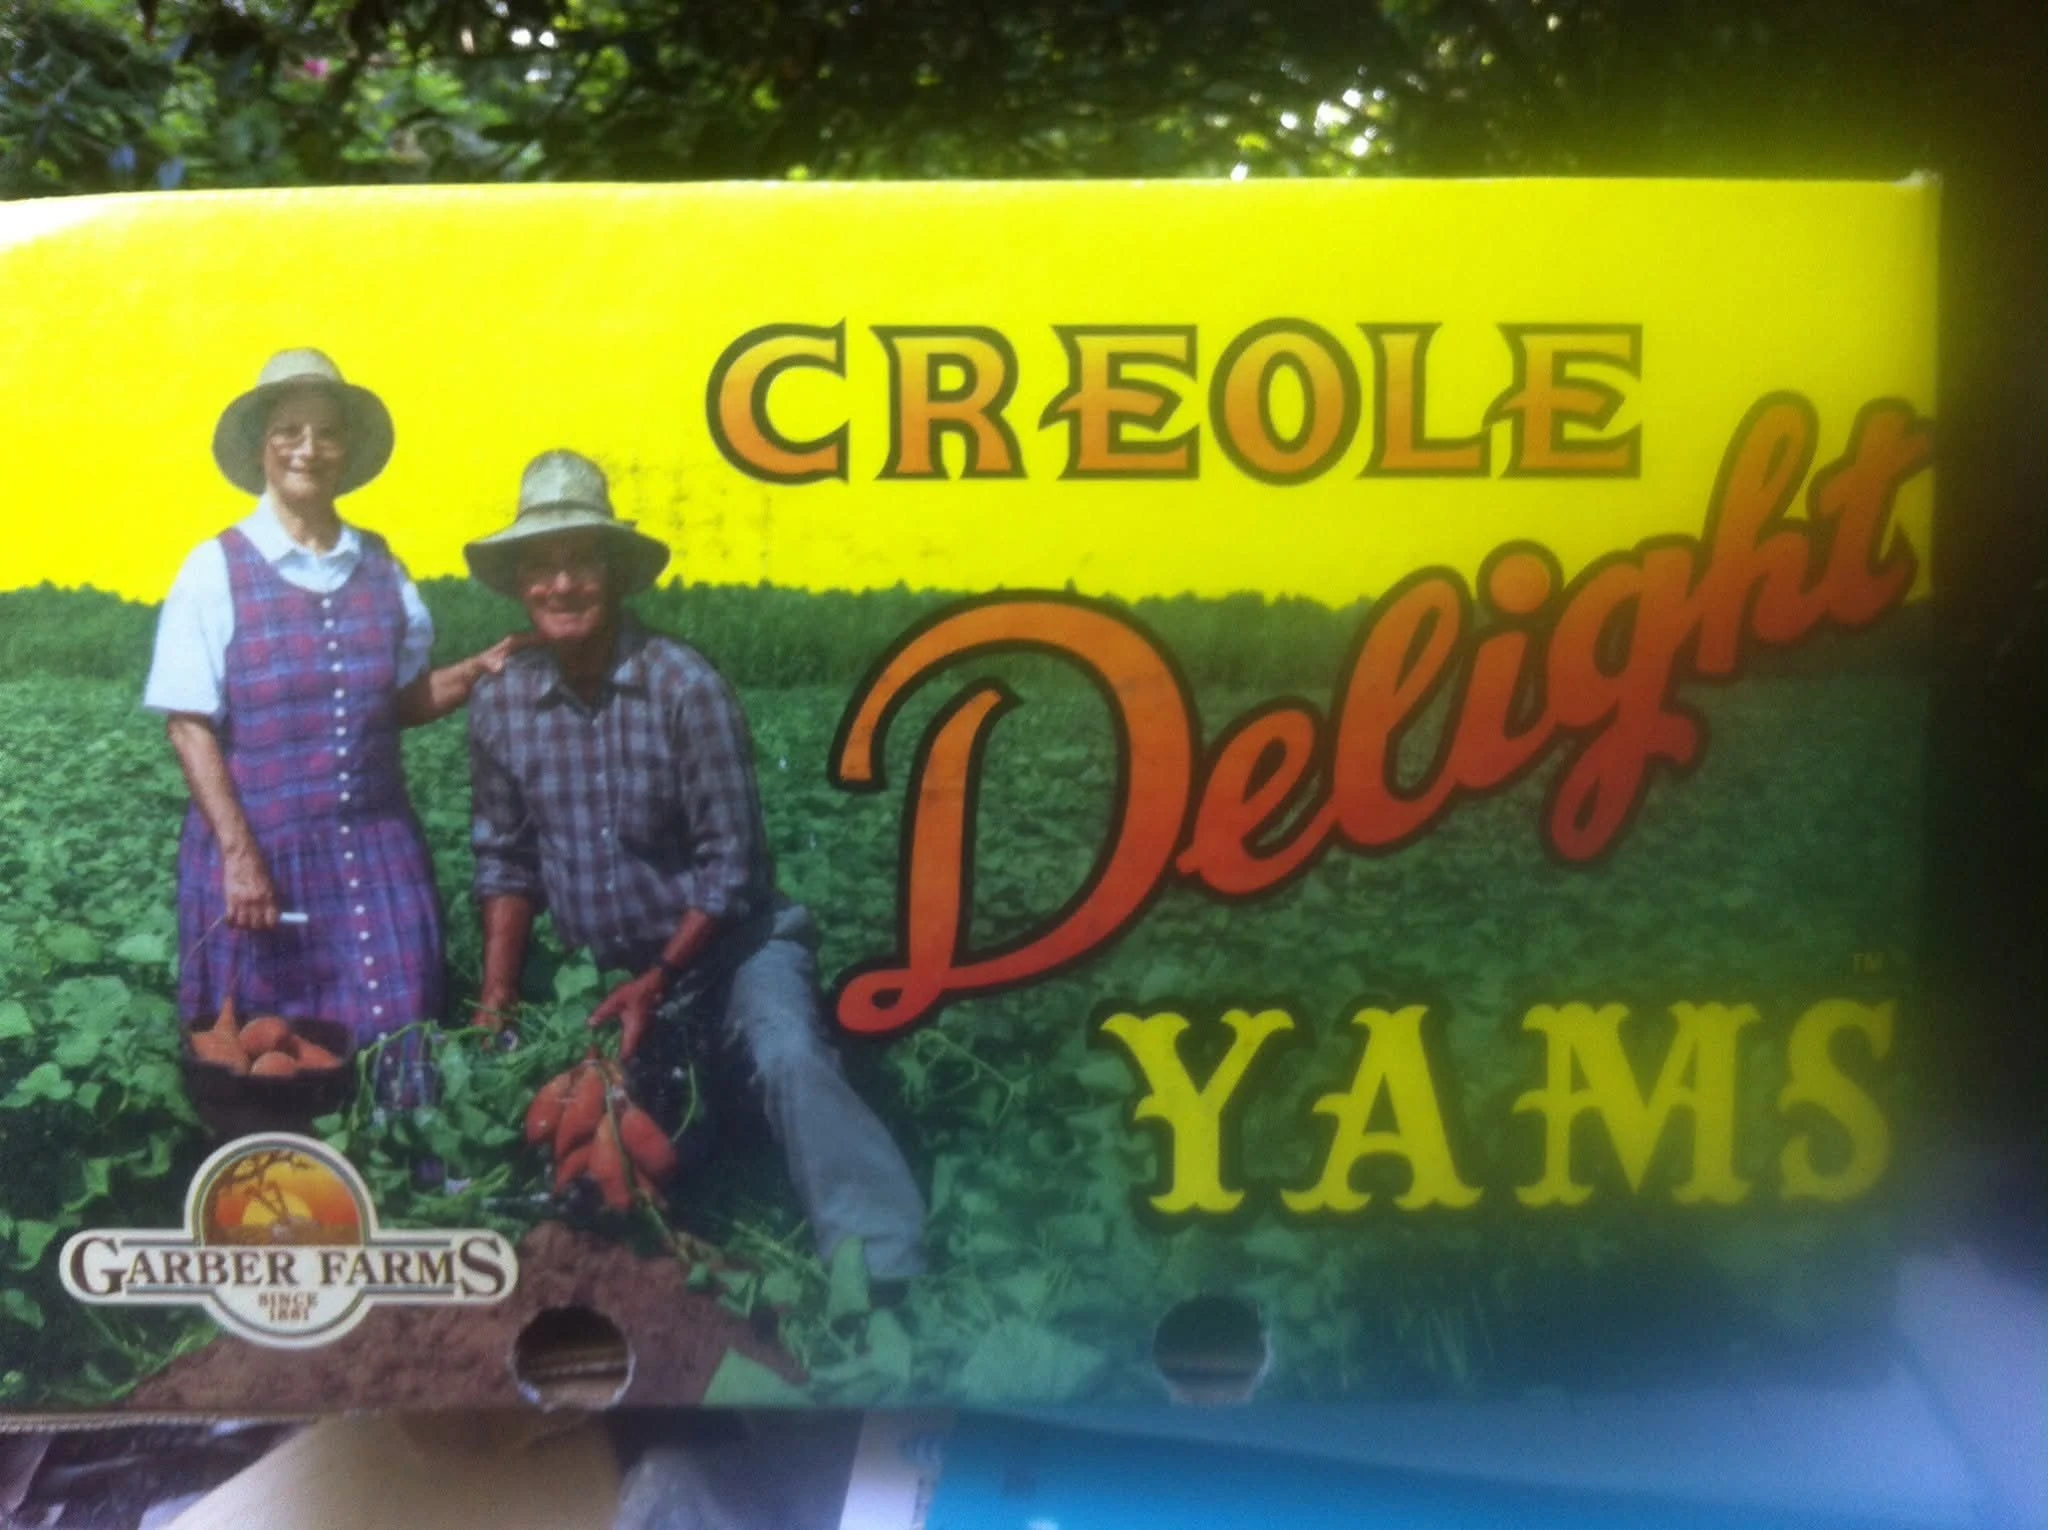 CREOLE
Delight
TM
YAMS
GARBER FARMS
SINCE
1881